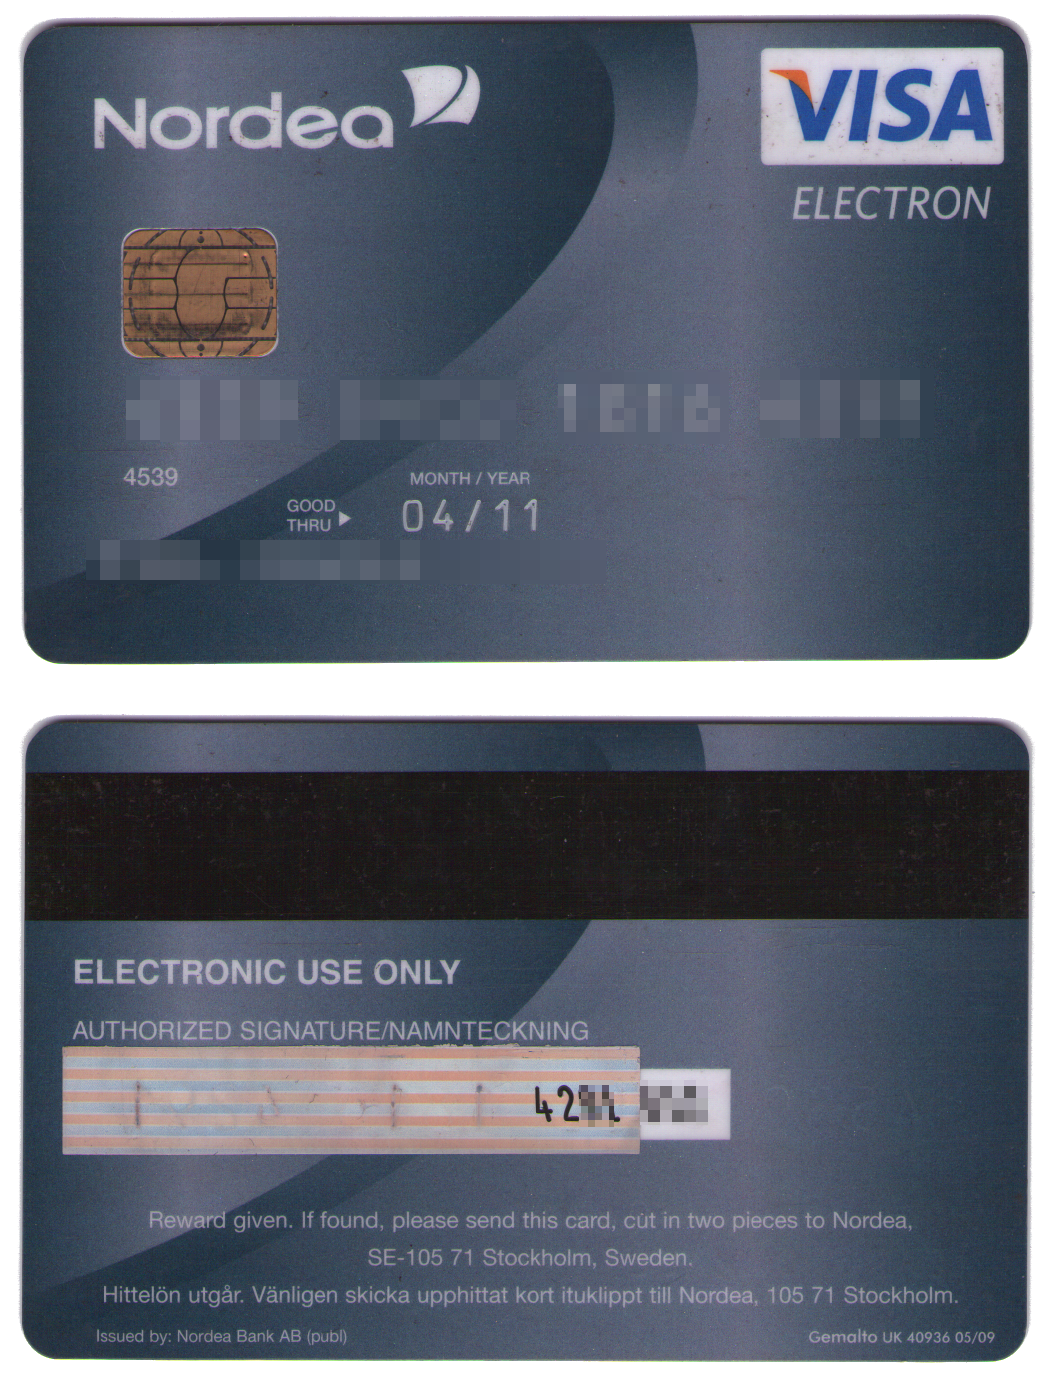 Nordea
VISA
ELECTRON
4539
MONTH / YEAR
GOOD THRU
04/11
ELECTRONIC USE ONLY
AUTHORIZED SIGNATURE/NAMNTECKNING
Reward given. If found, please send this card, cut in two pieces to Nordea,
SE-105 71 Stockholm, Sweden.
Hittelön utgår. Vänligen skicka upphittat kort ituklippt till Nordea, 105 71 Stockholm.
Issued by: Nordea Bank AB (publ)
Gemalto UK 40936 05/09